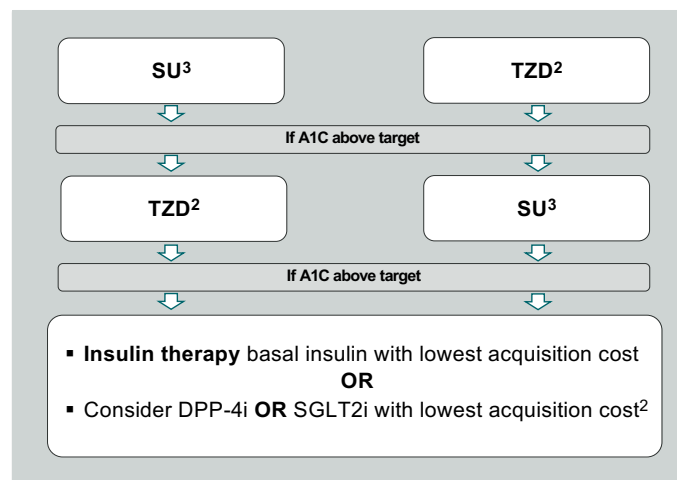 SU³
TZD²
If A1C above target
TZD²
SU³
If A1C above target
▪ Insulin therapy basal insulin with lowest acquisition cost
OR
▪ Consider DPP-4i OR SGLT2i with lowest acquisition cost²